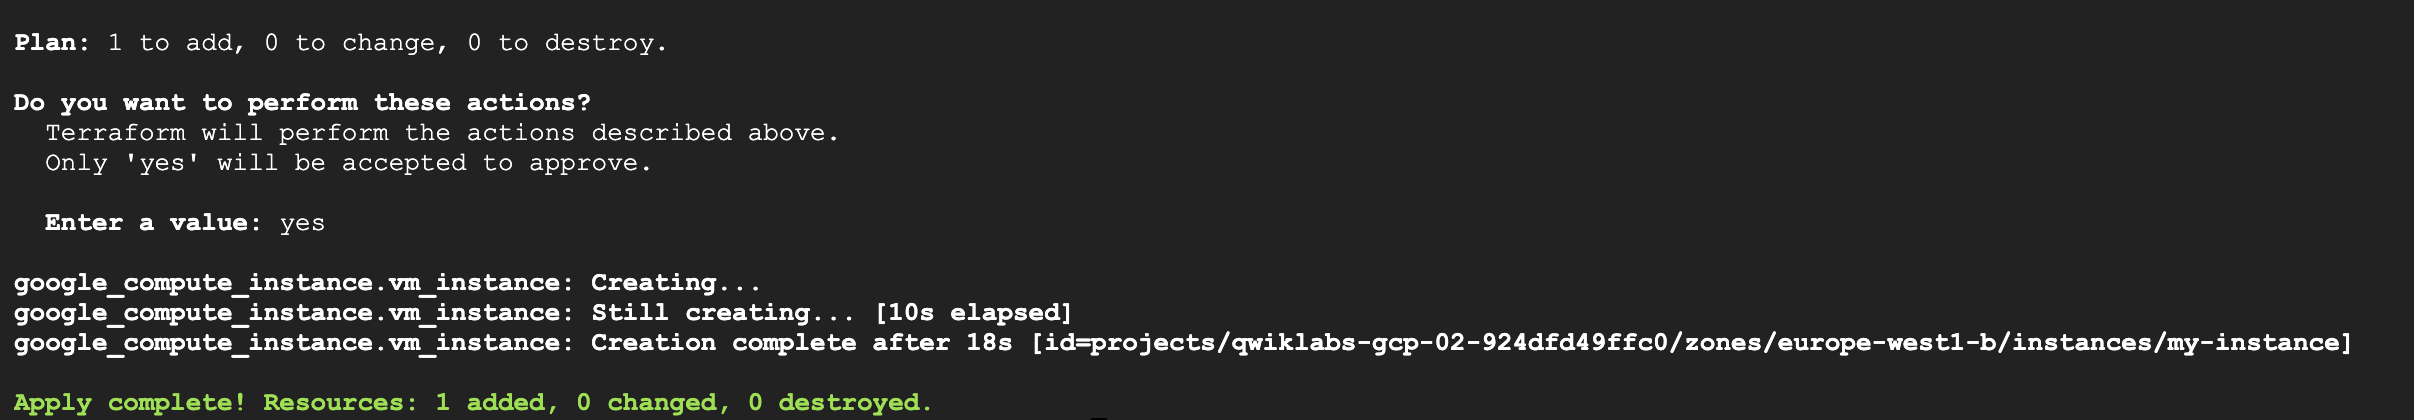 Plan: 1 to add, 0 to change, 0 to destroy.
Do you want to perform these actions?
Terraform will perform the actions described above.
Only 'yes' will be accepted to approve.
Enter a value: yes
google_compute_instance.vm_instance: Creating...
google_compute_instance.vm_instance: Still creating... [10s elapsed]
google_compute_instance.vm_instance: Creation complete after 18s [id=projects/qwiklabs-gcp-02-924dfd49ffc0/zones/europe-west1-b/instances/my-instance]
Apply complete! Resources: 1 added, 0 changed, 0 destroyed.